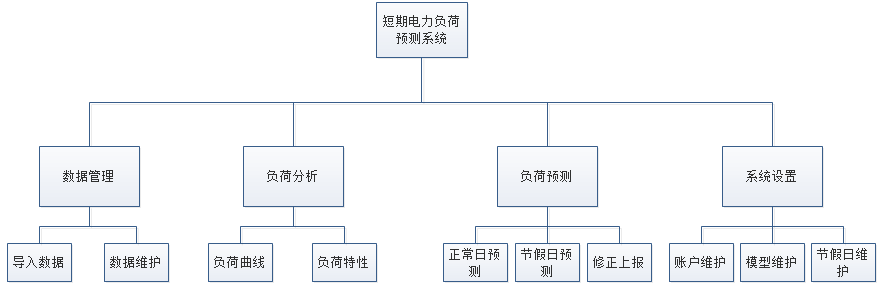 短期电力负荷
预测系统
数据管理
负荷分析
负荷预测
系统设置
导入数据
数据维护
负荷曲线
负荷特性
正常日预
测
节假日预
测
修正上报
账户维护
模型维护
节假日维
护